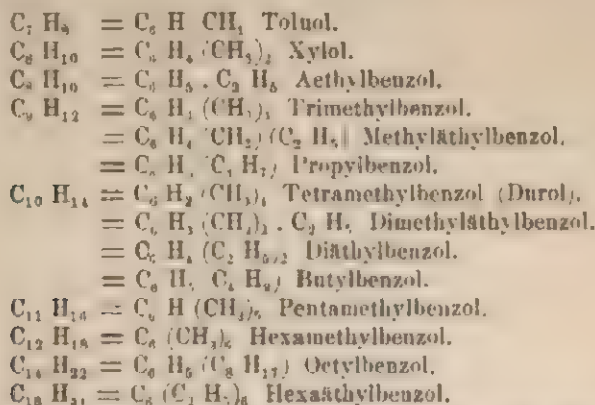 C₇ H₈ = C₆ H₅ CH₃ Toluol.
C₈ H₁₀ = C₆ H₄ (CH₃)₂ Xylol.
C₈ H₁₀ = C₆ H₅ . C₂ H₅ Aethylbenzol.
C₉ H₁₂ = C₆ H₃ (CH₃)₃ Trimethylbenzol.
= C₆ H₄ (CH₃) (C₂ H₅) Methyläthylbenzol.
= C₆ H₅ (C₃ H₇) Propylbenzol.
C₁₀ H₁₄ = C₆ H₂ (CH₃)₄ Tetramethylbenzol (Durol).
= C₆ H₃ (CH₃)₂ . C₂ H₅ Dimethyläthylbenzol.
= C₆ H₄ (C₂ H₅)₂ Diäthylbenzol.
= C₆ H₅ (C₄ H₉) Butylbenzol.
C₁₁ H₁₆ = C₆ H (CH₃)₅ Pentamethylbenzol.
C₁₂ H₁₈ = C₆ (CH₃)₆ Hexamethylbenzol.
C₁₄ H₂₂ = C₆ H₅ (C₈ H₁₇) Octylbenzol.
C₁₈ H₃₁ = C₆ (C₂ H₅)₆ Hexaäthylbenzol.